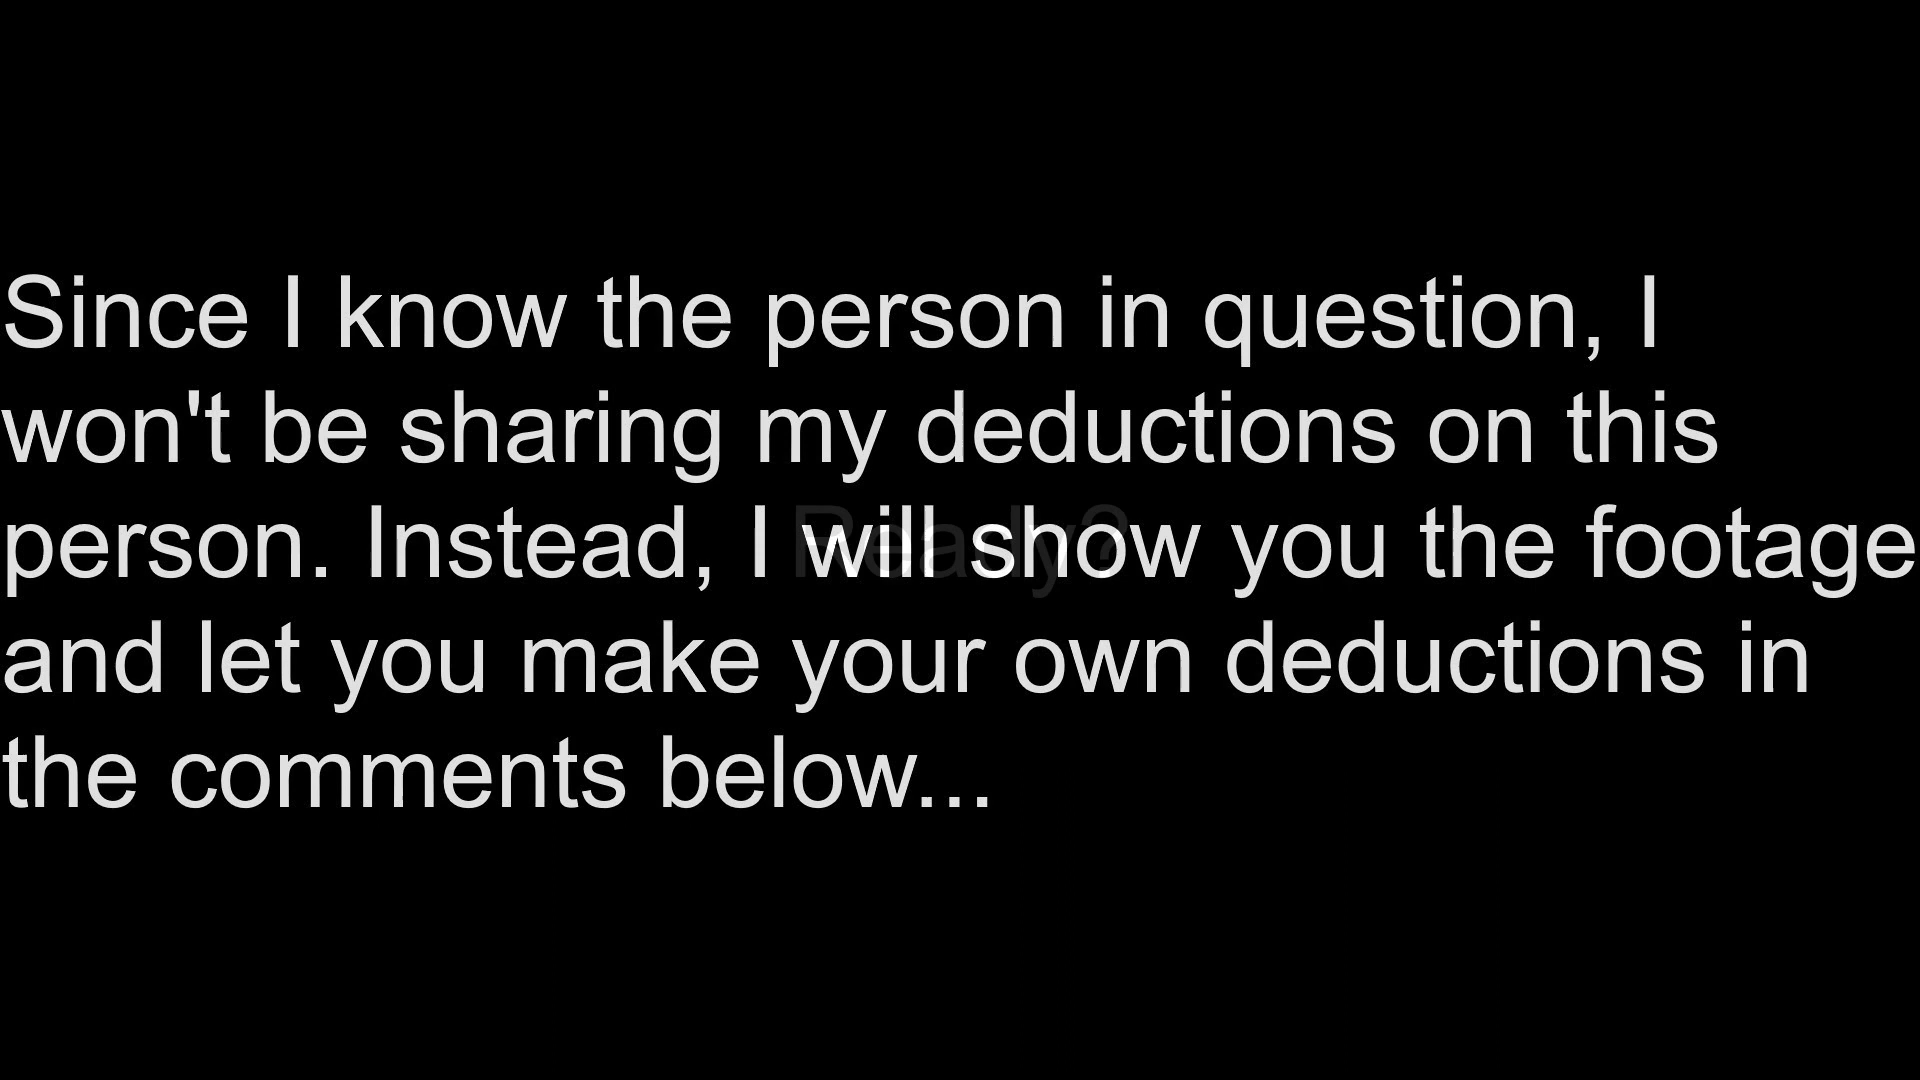 Since I know the person in question, I
won't be sharing my deductions on this
person. Instead, I will show you the footage
and let you make your own deductions in
the comments below...
Ready?